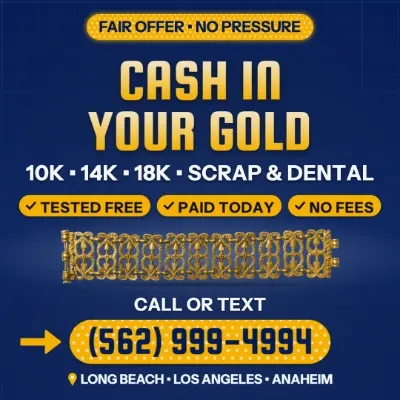 FAIR OFFER ▪ NO PRESSURE
CASH IN
YOUR GOLD
10K ▪ 14K ▪ 18K ▪ SCRAP & DENTAL
✓ TESTED FREE ✓ PAID TODAY ✓ NO FEES
CALL OR TEXT
(562) 999-4994
LONG BEACH ▪ LOS ANGELES ▪ ANAHEIM